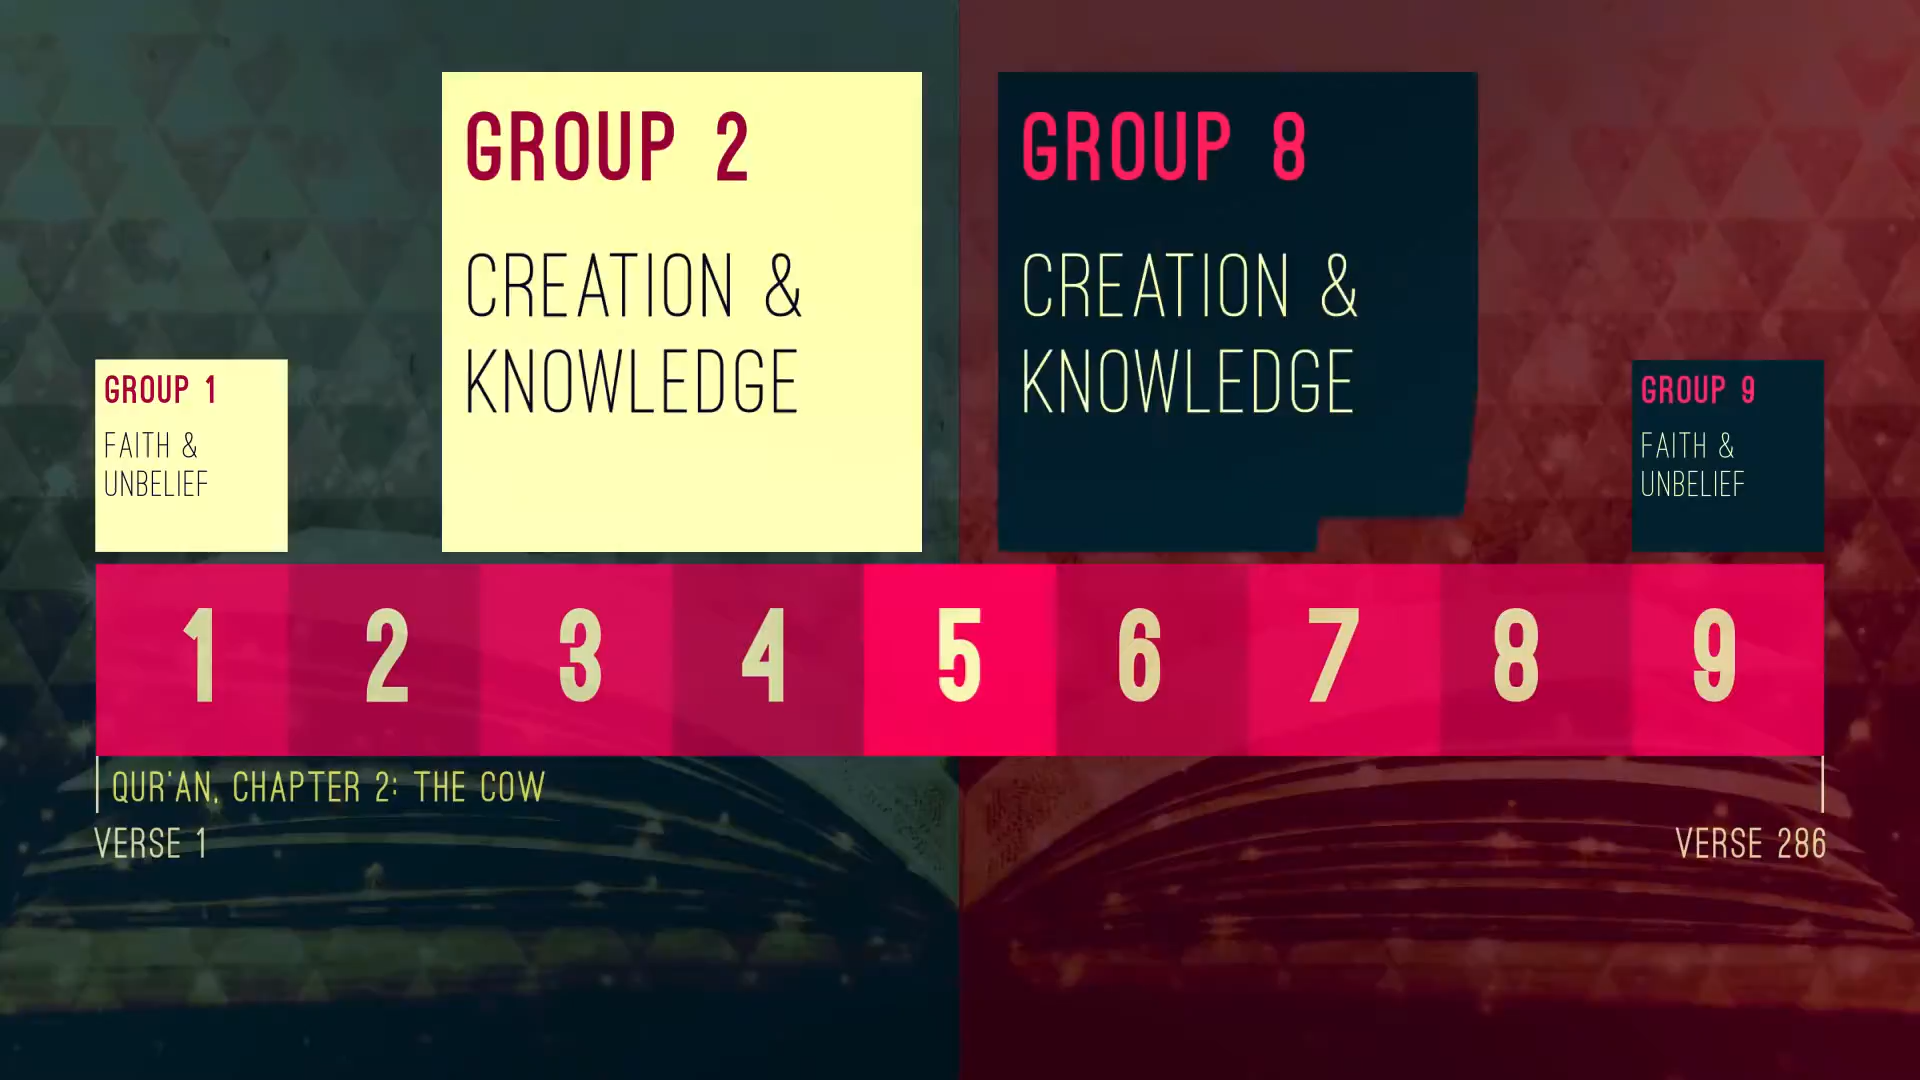 GROUP 2
CREATION &
KNOWLEDGE
GROUP 8
CREATION &
KNOWLEDGE
GROUP 1
FAITH &
UNBELIEF
GROUP 9
FAITH &
UNBELIEF
1 2 3 4 5 6 7 8 9
QUR'AN, CHAPTER 2: THE COW
VERSE 1
VERSE 286